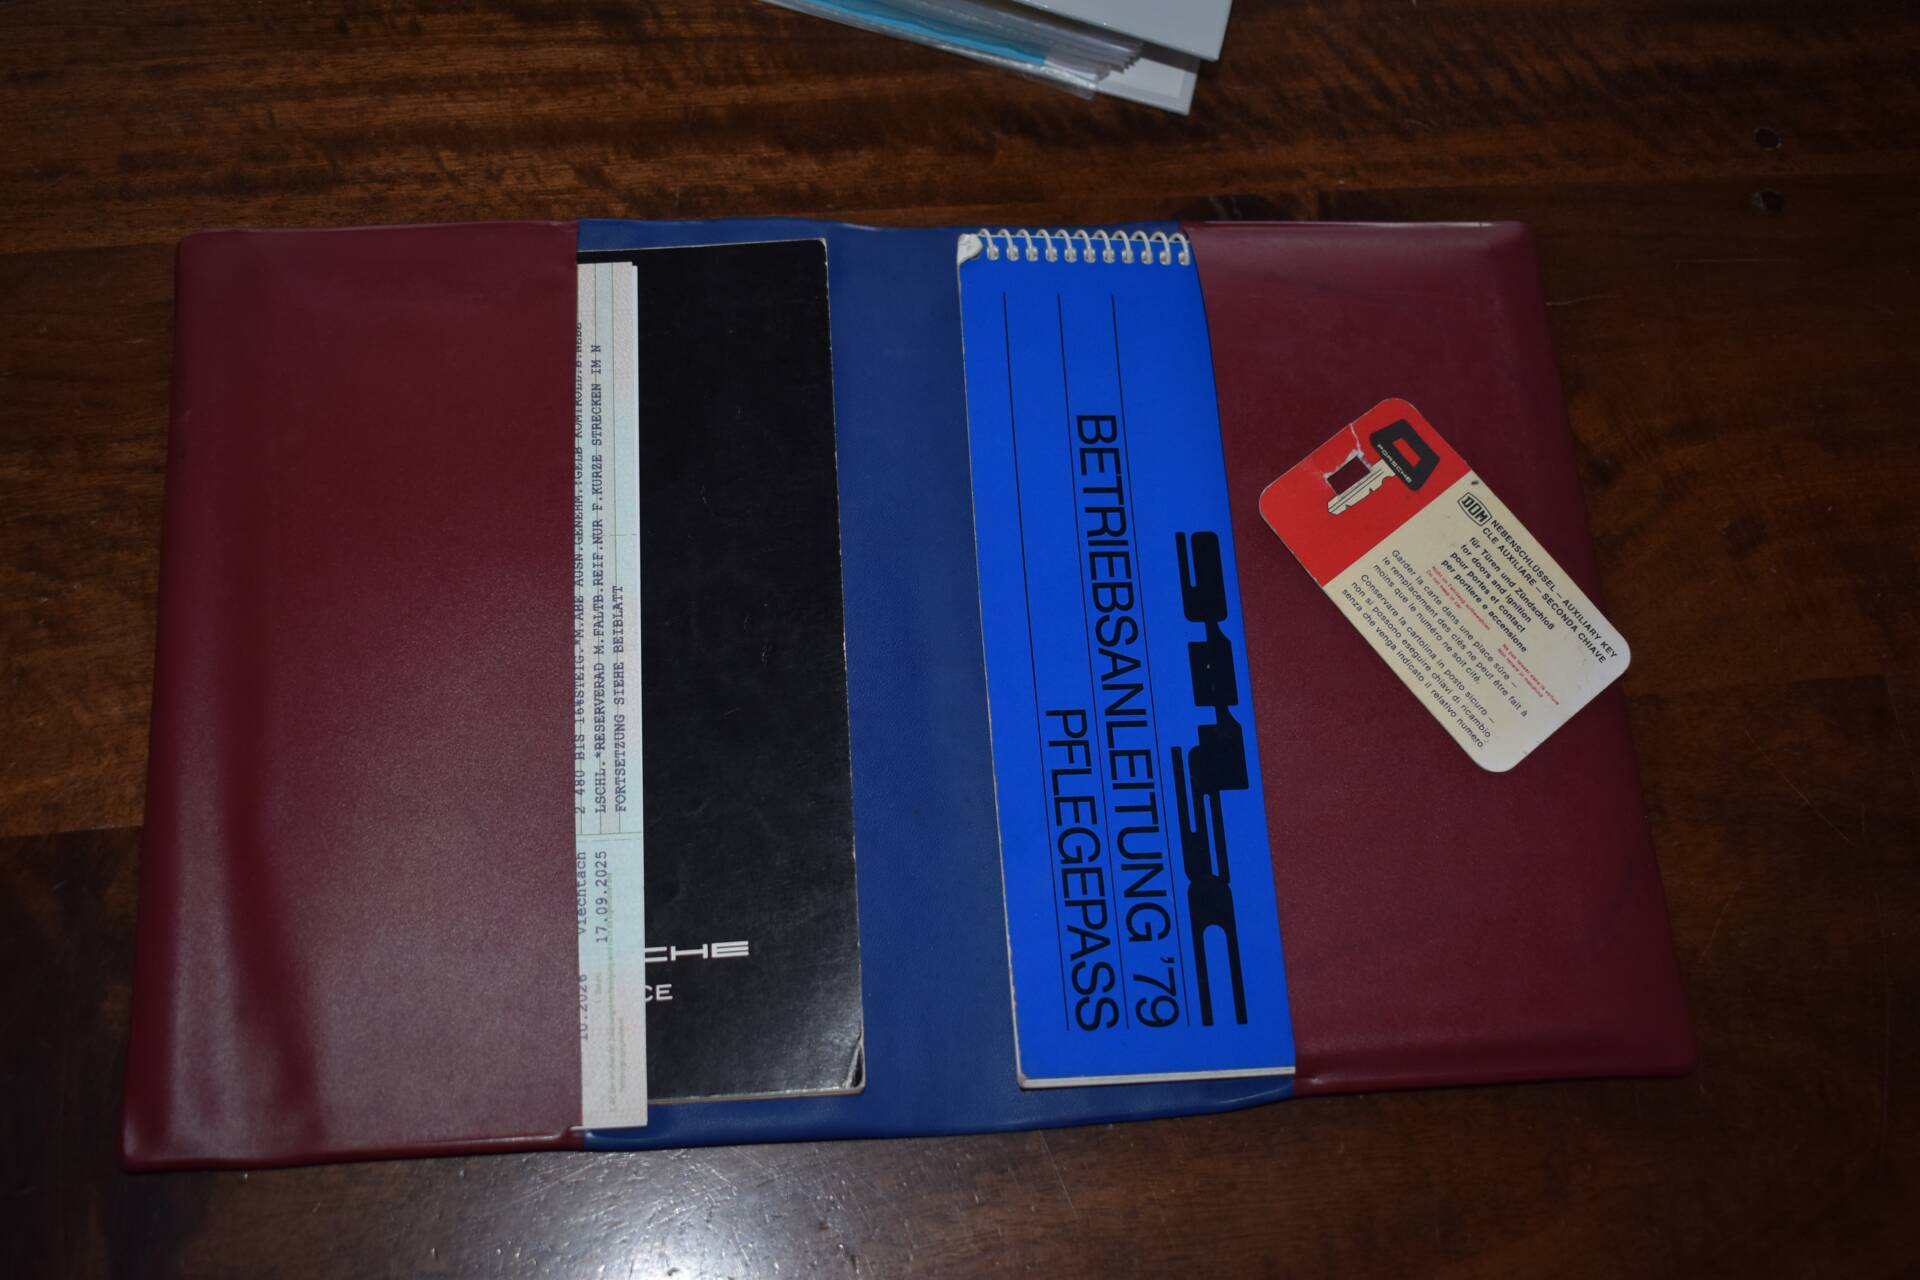 2 480 BIS 16%STEIG.*M.ABE AUSN.GENEHM.:GELB KONTROLL.B.NEBE
LSCHL.*RESERVERAD M.FALTB.REIF.NUR F.KURZE STRECKEN IM N
FORTSETZUNG SIEHE BEIBLATT
10.2026 Viechtach
17.09.2025
CHE
CE
911SC
BETRIEBSANLEITUNG '79
PFLEGEPASS
PORSCHE
DOM
NEBENSCHLÜSSEL – AUXILIARY KEY
CLE AUXILIARE – SECONDA CHIAVE
für Türen und Zündschloß
for doors and ignition
pour portes et contact
per portiere e accensione
Garder la carte dans une place sûre –
le remplacement des clés ne peut être fait à
moins que le numéro ne soit cité.
Conservare la cartolina in posto sicuro –
non si possono eseguire chiavi di ricambio
senza che venga indicato il relativo numero.